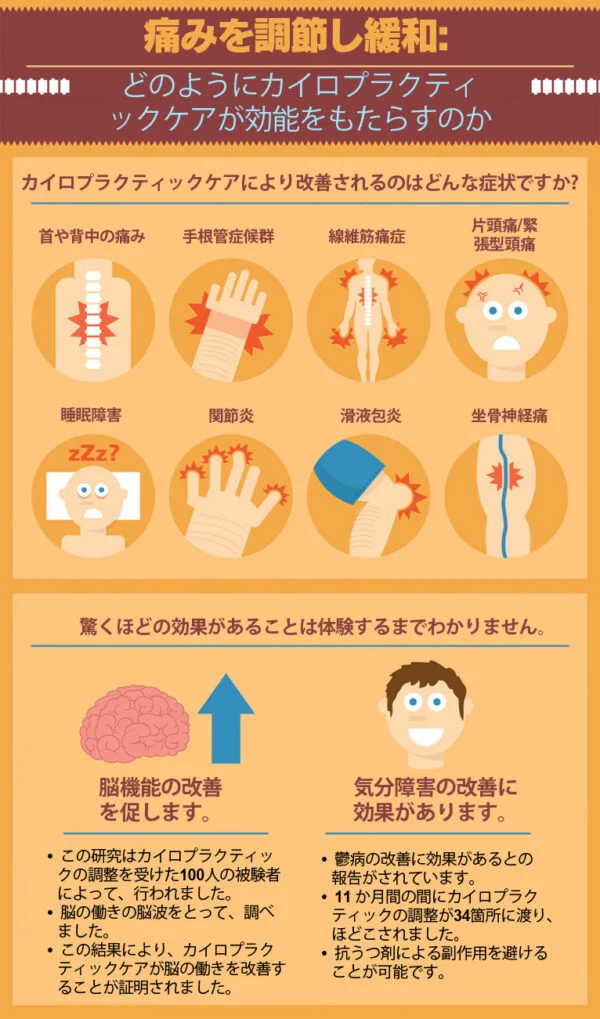 痛みを調節し緩和:
どのようにカイロプラクティ
ックケアが効能をもたらすのか
カイロプラクティックケアにより改善されるのはどんな症状ですか?
首や背中の痛み
手根管症候群
線維筋痛症
片頭痛/緊
張型頭痛
睡眠障害
zZz?
関節炎
滑液包炎
坐骨神経痛
驚くほどの効果があることは体験するまでわかりません。
脳機能の改善
を促します。
• この研究はカイロプラクティッ
クの調整を受けた100人の被験者
によって、行われました。
• 脳の働きの脳波をとって、調べ
ました。
• この結果により、カイロプラク
ティックケアが脳の働きを改善す
ることが証明されました。
気分障害の改善に
効果があります。
• 鬱病の改善に効果があるとの
報告がされています。
• 11 か月間の間にカイロプラク
ティックの調整が34箇所に渡り、
ほどこされました。
• 抗うつ剤による副作用を避ける
ことが可能です。